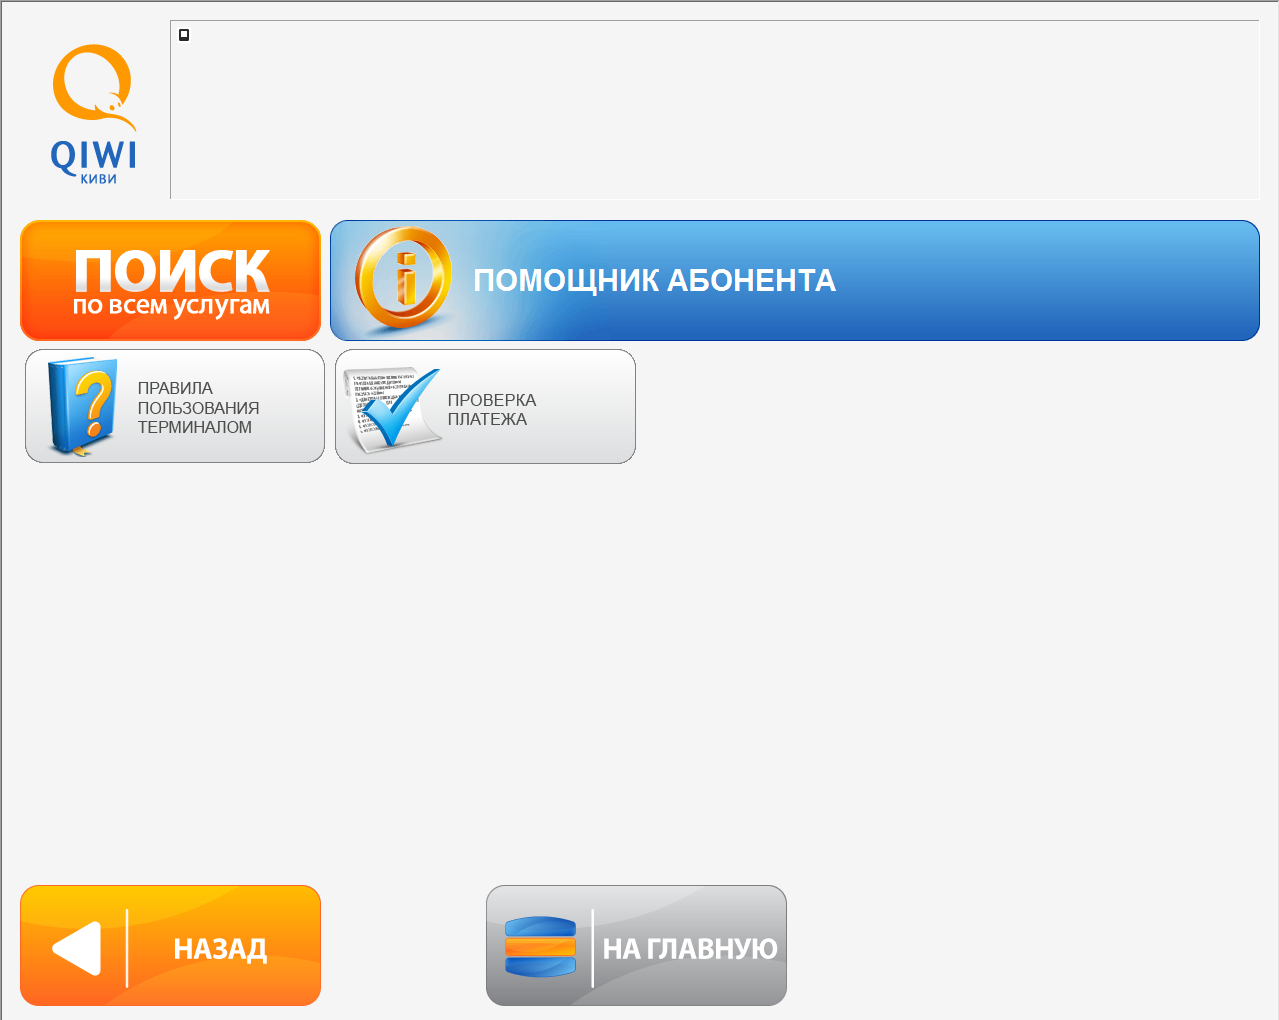 QIWI
КИВИ
ПОИСК
по всем услугам
ПОМОЩНИК АБОНЕНТА
ПРАВИЛА
ПОЛЬЗОВАНИЯ
ТЕРМИНАЛОМ
ПРОВЕРКА
ПЛАТЕЖА
НАЗАД
НА ГЛАВНУЮ